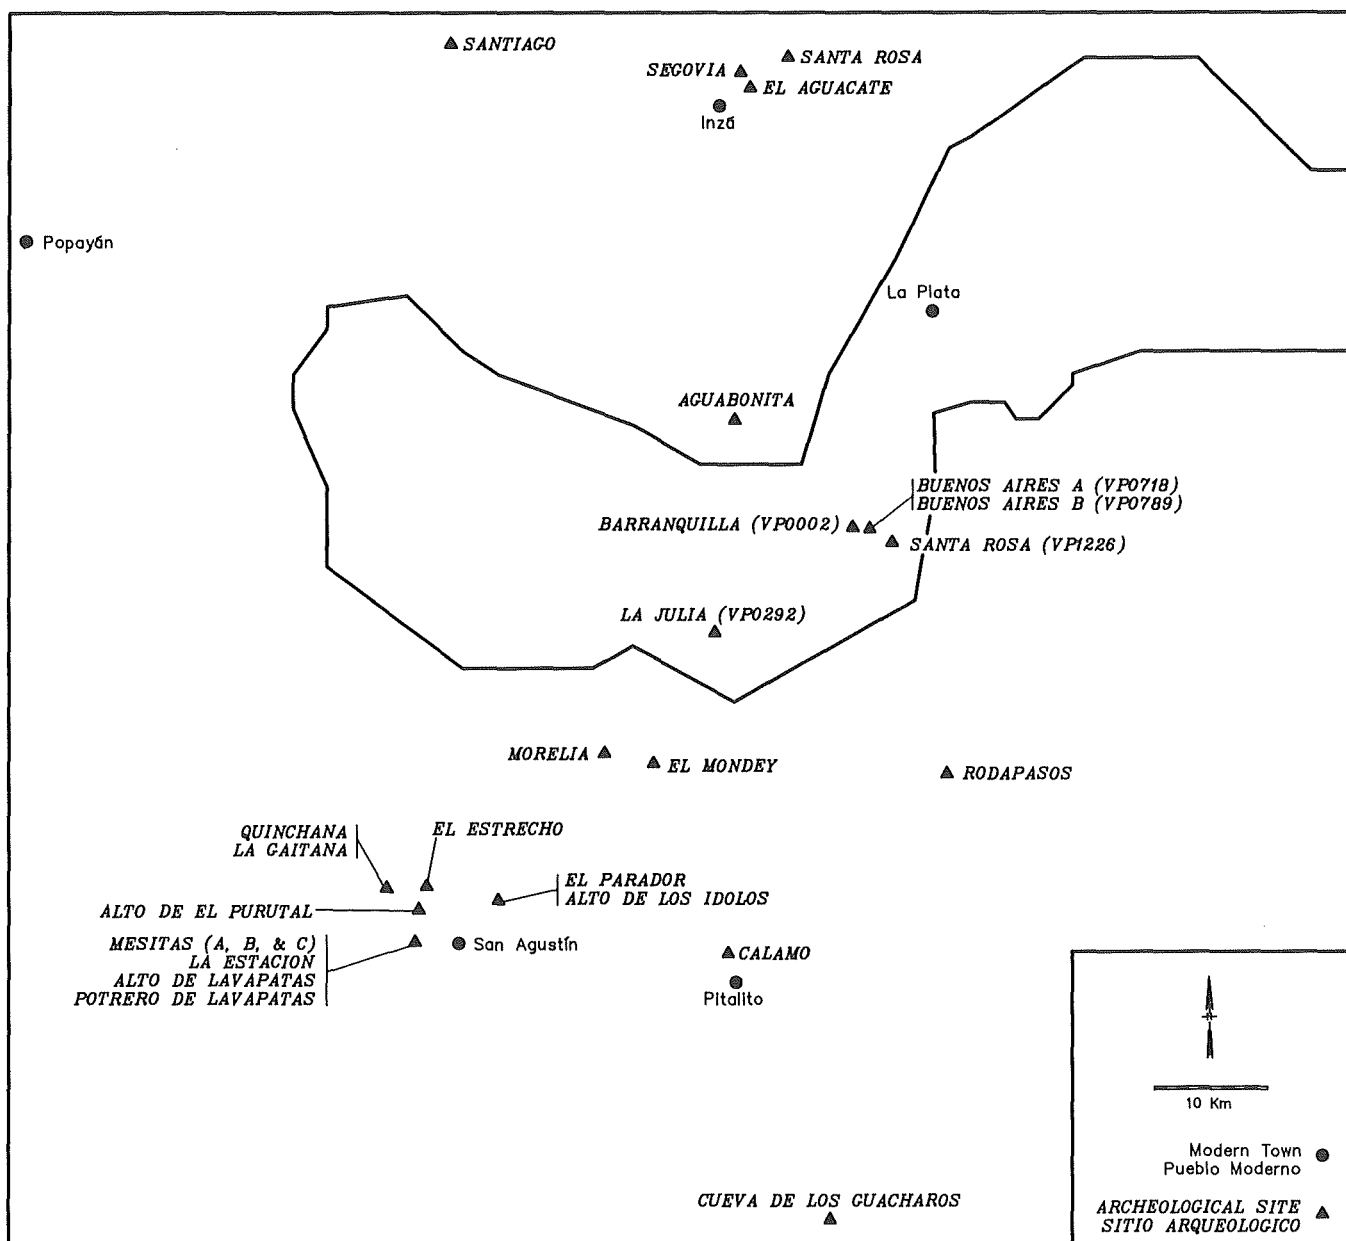 SANTIAGO
SANTA ROSA
SEGOVIA
EL AGUACATE
Inzá
Popayán
La Plata
AGUABONITA
BUENOS AIRES A (VP0718)
BUENOS AIRES B (VP0789)
BARRANQUILLA (VP0002)
SANTA ROSA (VP1226)
LA JULIA (VP0292)
MORELIA
EL MONDEY
RODAPASOS
QUINCHANA
LA GAITANA
EL ESTRECHO
EL PARADOR
ALTO DE LOS IDOLOS
ALTO DE EL PURUTAL
MESITAS (A, B, & C)
LA ESTACION
ALTO DE LAVAPATAS
POTRERO DE LAVAPATAS
San Agustín
CALAMO
Pitalito
N
10 Km
Modern Town
Pueblo Moderno
ARCHEOLOGICAL SITE
SITIO ARQUEOLOGICO
CUEVA DE LOS GUACHAROS